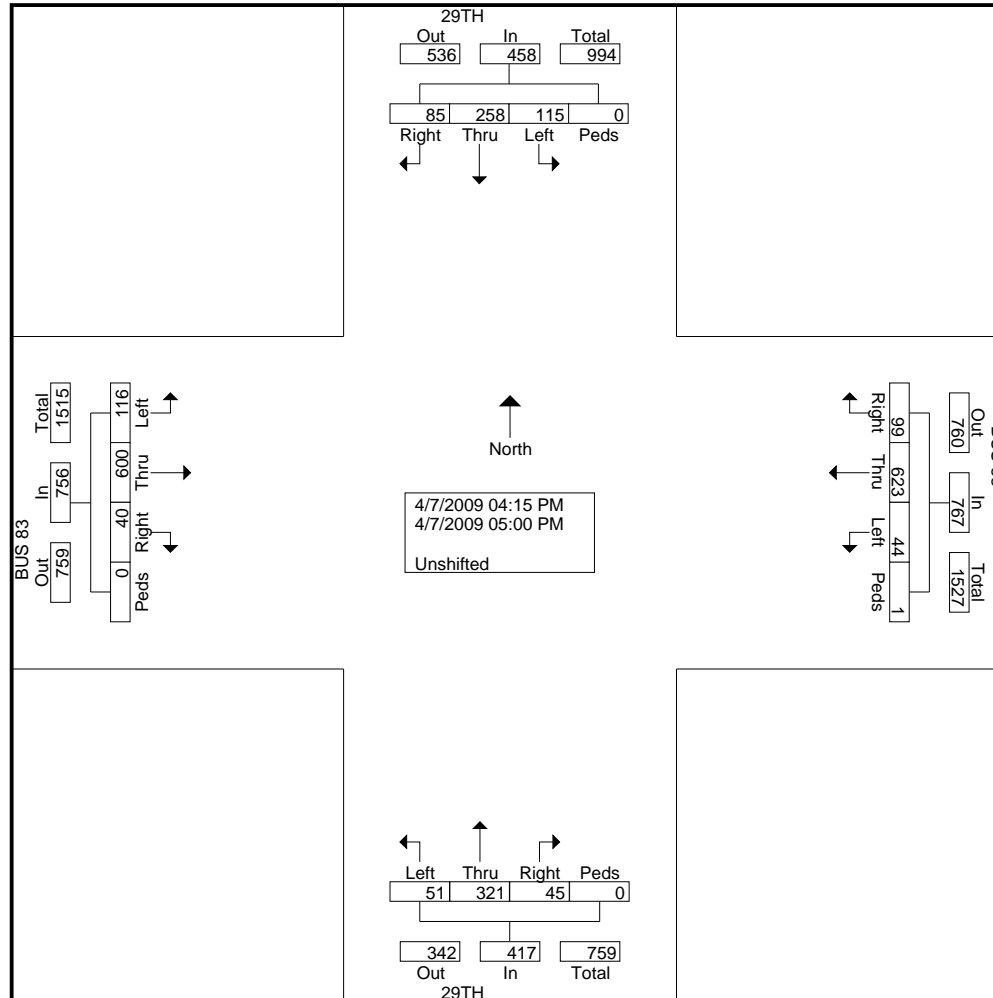 29TH
Out In Total
536 458 994
85 258 115 0
Right Thru Left Peds
Total In Out
1515 756 759
BUS 83
116 600 40 0
Left Thru Right Peds
North
4/7/2009 04:15 PM
4/7/2009 05:00 PM
Unshifted
Right Thru Left Peds
99 623 44 1
Out In Total
760 767 1527
Left Thru Right Peds
51 321 45 0
342 417 759
Out In Total
29TH